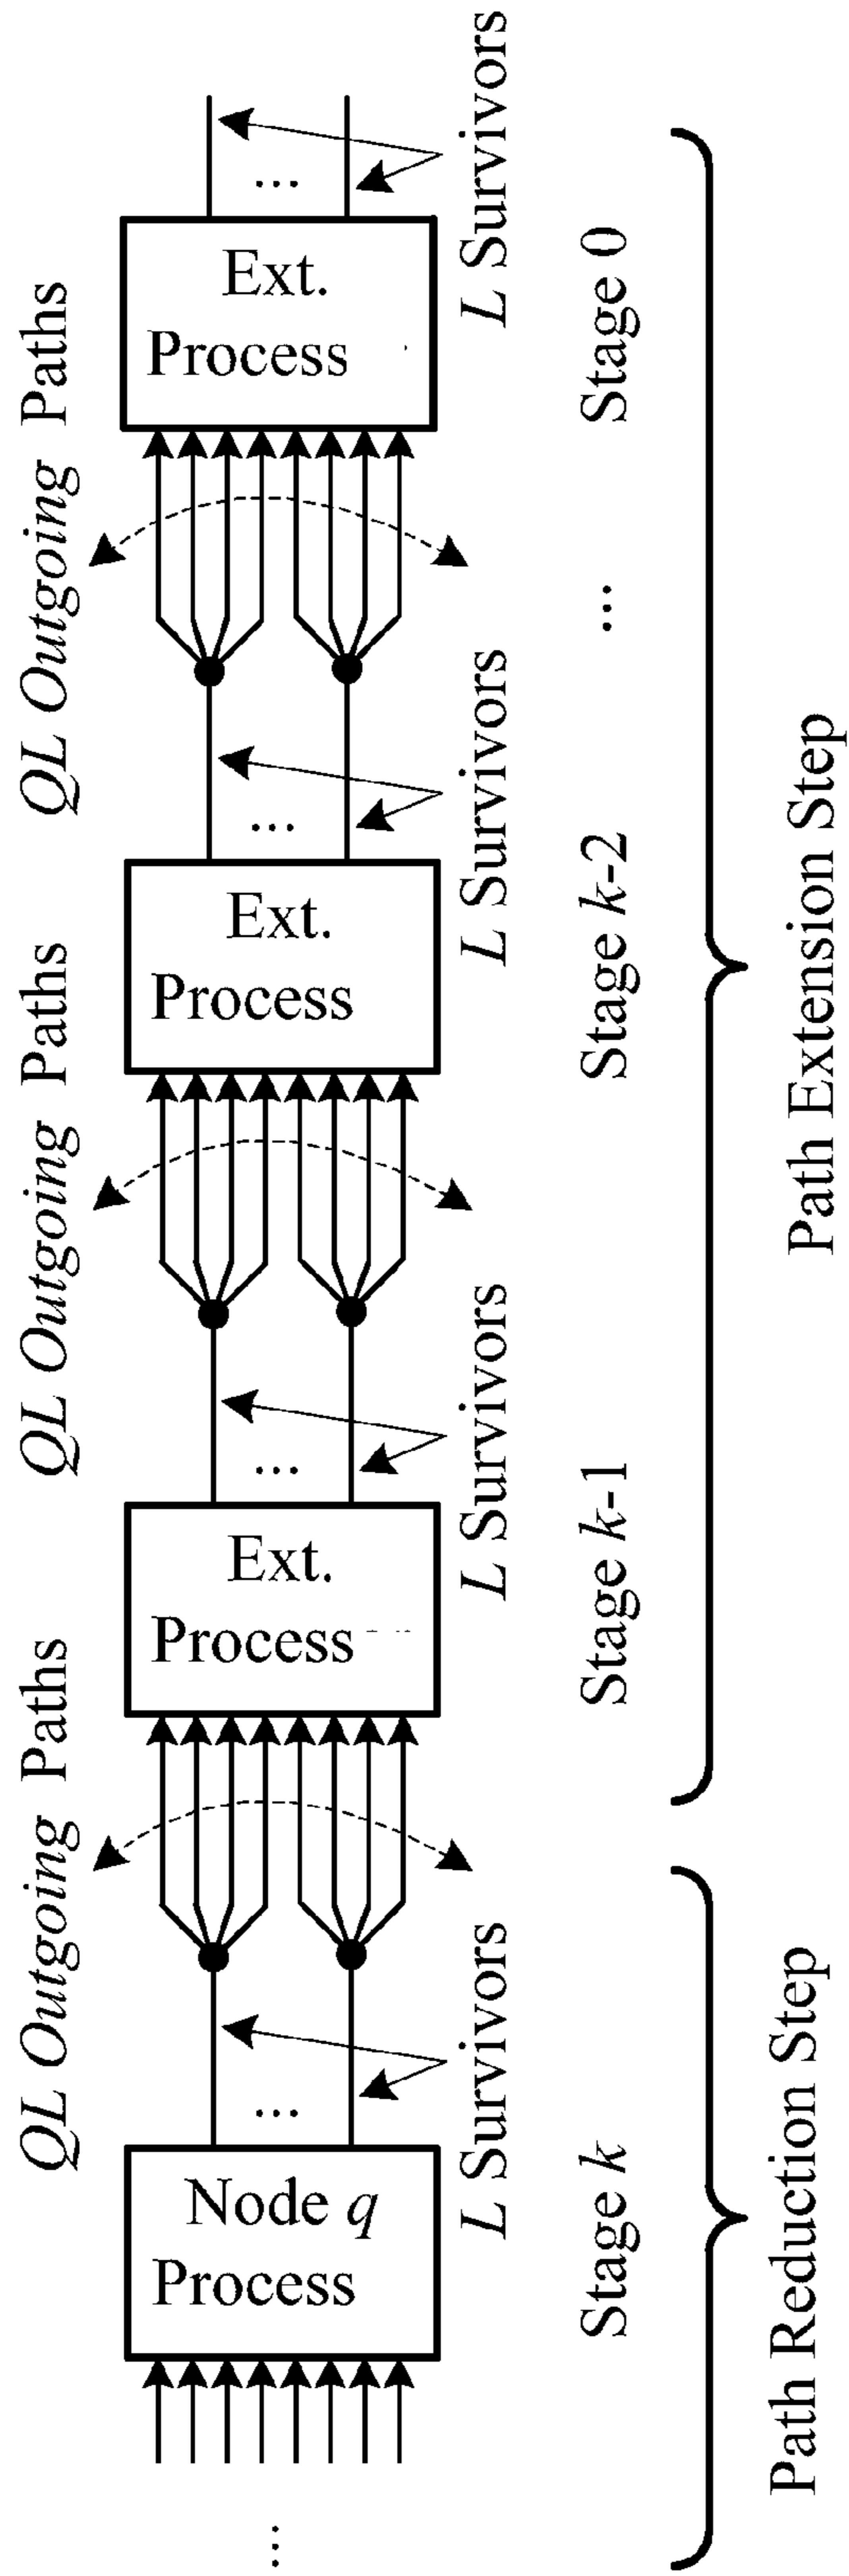 QL Outgoing Paths
QL Outgoing Paths
QL Outgoing Paths
...
Node q
Process
...
Ext.
Process
...
Ext.
Process
...
Ext.
Process
...
L Survivors
L Survivors
L Survivors
L Survivors
Stage k
Stage k-1
Stage k-2
...
Stage 0
Path Reduction Step
Path Extension Step